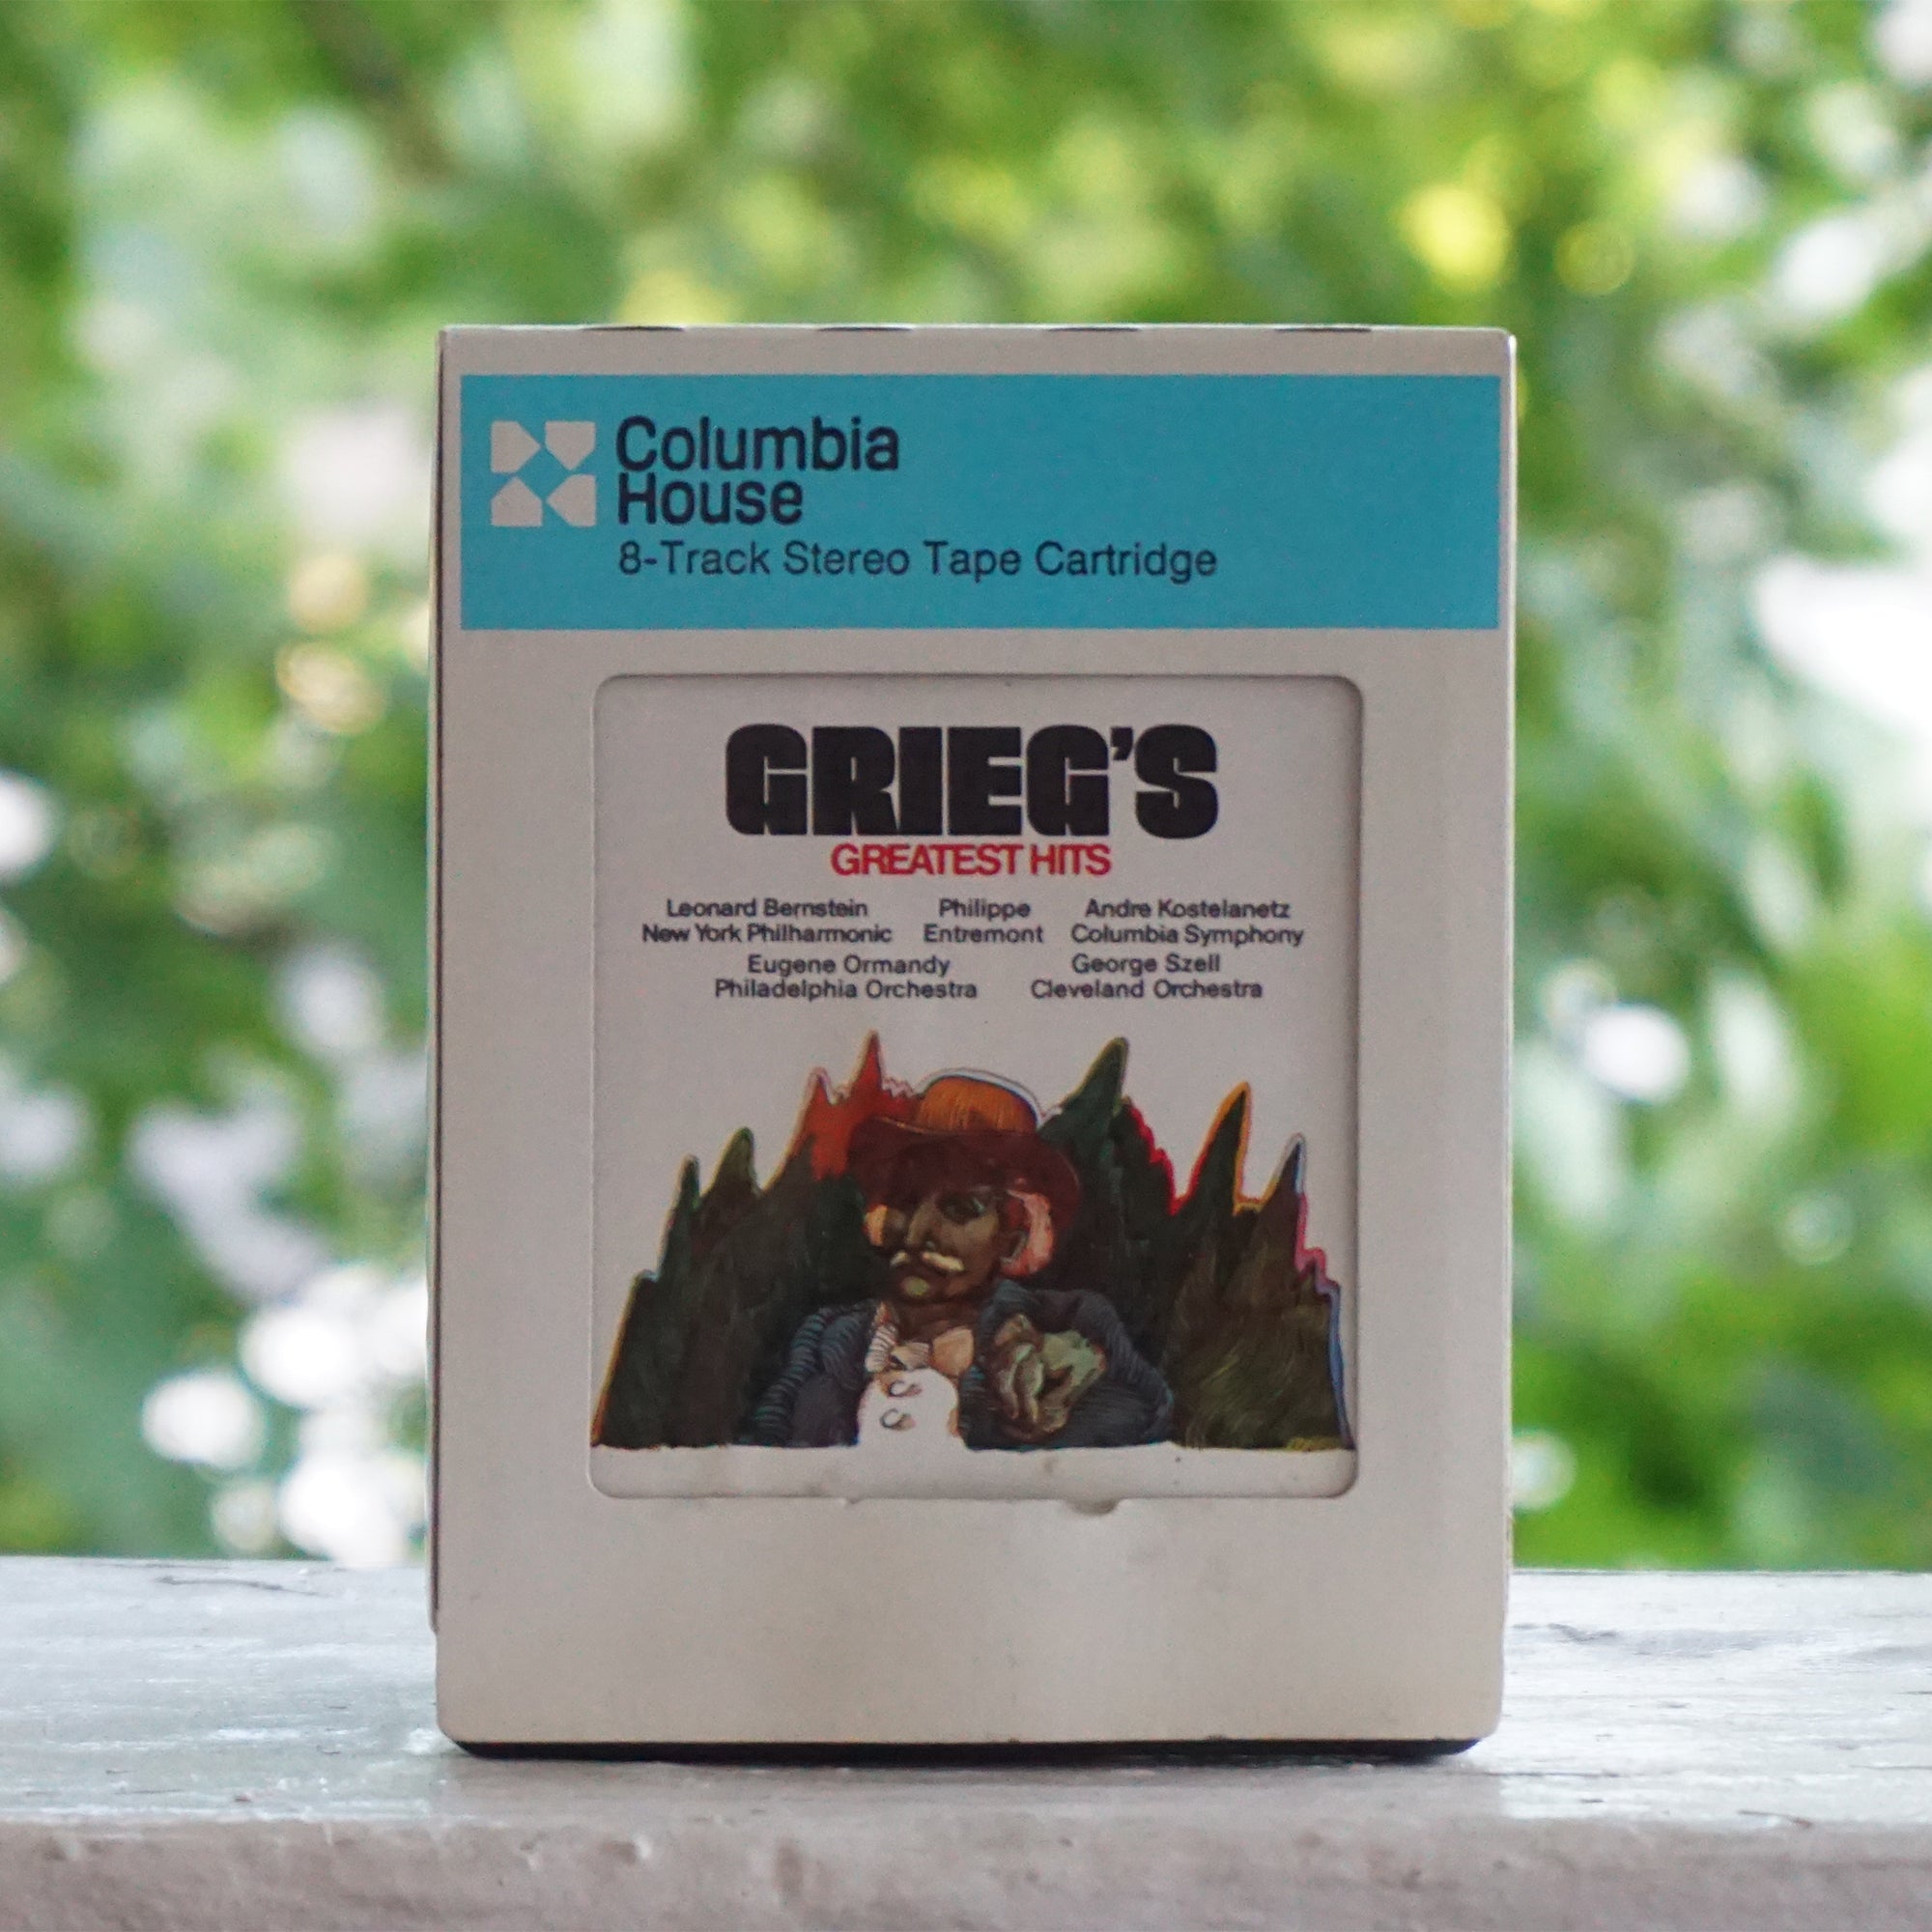 Columbia
House
8-Track Stereo Tape Cartridge
GRIEG'S
GREATEST HITS
Leonard Bernstein
New York Philharmonic
Philippe
Entremont
Andre Kostelanetz
Columbia Symphony
Eugene Ormandy
Philadelphia Orchestra
George Szell
Cleveland Orchestra